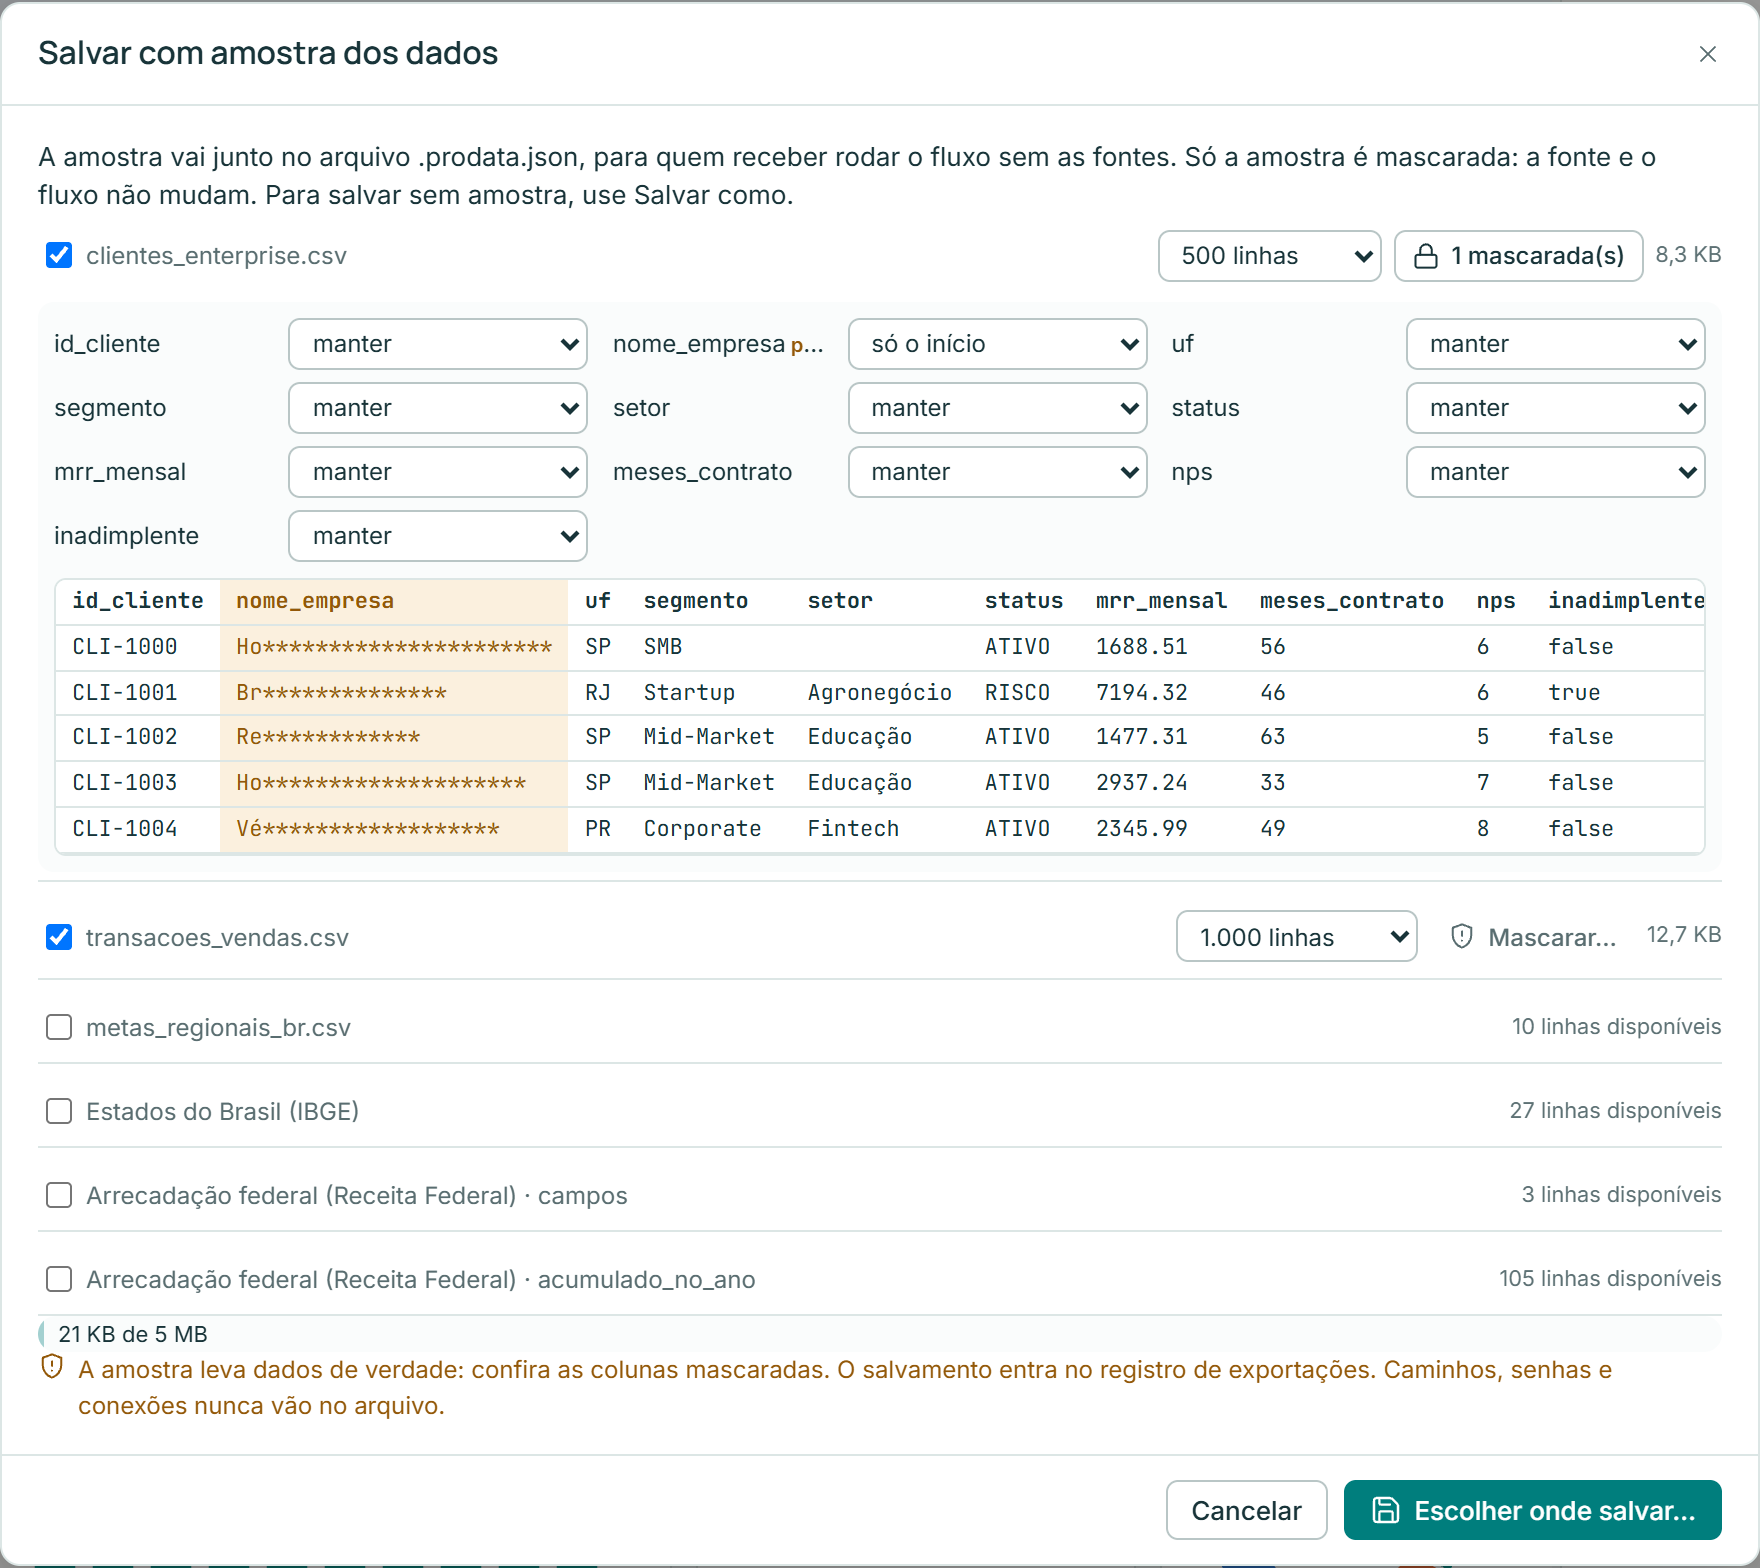 Salvar com amostra dos dados
A amostra vai junto no arquivo .prodata.json, para quem receber rodar o fluxo sem as fontes. Só a amostra é mascarada: a fonte e o
fluxo não mudam. Para salvar sem amostra, use Salvar como.
clientes_enterprise.csv 500 linhas 1 mascarada(s) 8,3 KB
id_cliente manter nome_empresa p... só o início uf manter
segmento manter setor manter status manter
mrr_mensal manter meses_contrato manter nps manter
inadimplente manter
id_cliente nome_empresa uf segmento setor status mrr_mensal meses_contrato nps inadimplente
CLI-1000 Ho********************** SP SMB ATIVO 1688.51 56 6 false
CLI-1001 Br************** RJ Startup Agronegócio RISCO 7194.32 46 6 true
CLI-1002 Re************ SP Mid-Market Educação ATIVO 1477.31 63 5 false
CLI-1003 Ho******************** SP Mid-Market Educação ATIVO 2937.24 33 7 false
CLI-1004 Vé****************** PR Corporate Fintech ATIVO 2345.99 49 8 false
transacoes_vendas.csv 1.000 linhas Mascarar... 12,7 KB
metas_regionais_br.csv 10 linhas disponíveis
Estados do Brasil (IBGE) 27 linhas disponíveis
Arrecadação federal (Receita Federal) · campos 3 linhas disponíveis
Arrecadação federal (Receita Federal) · acumulado_no_ano 105 linhas disponíveis
21 KB de 5 MB
A amostra leva dados de verdade: confira as colunas mascaradas. O salvamento entra no registro de exportações. Caminhos, senhas e
conexões nunca vão no arquivo.
Cancelar Escolher onde salvar...